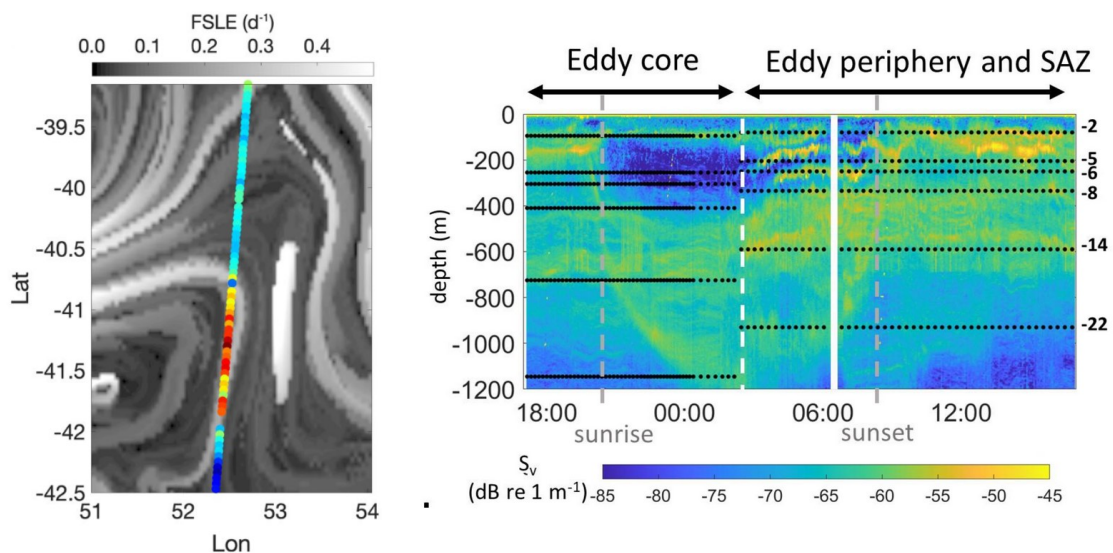 FSLE (d⁻¹)
0.0 0.1 0.2 0.3 0.4
-39.5
-40
-40.5
-41
-41.5
-42
-42.5
51 52 53 54
Lat
Lon
.
Eddy core
Eddy periphery and SAZ
0
-200
-400
-600
-800
-1000
-1200
depth (m)
-2
-5
-6
-8
-14
-22
18:00 00:00 06:00 12:00
sunrise
sunset
Sᵥ
(dB re 1 m⁻¹)
-85 -80 -75 -70 -65 -60 -55 -50 -45